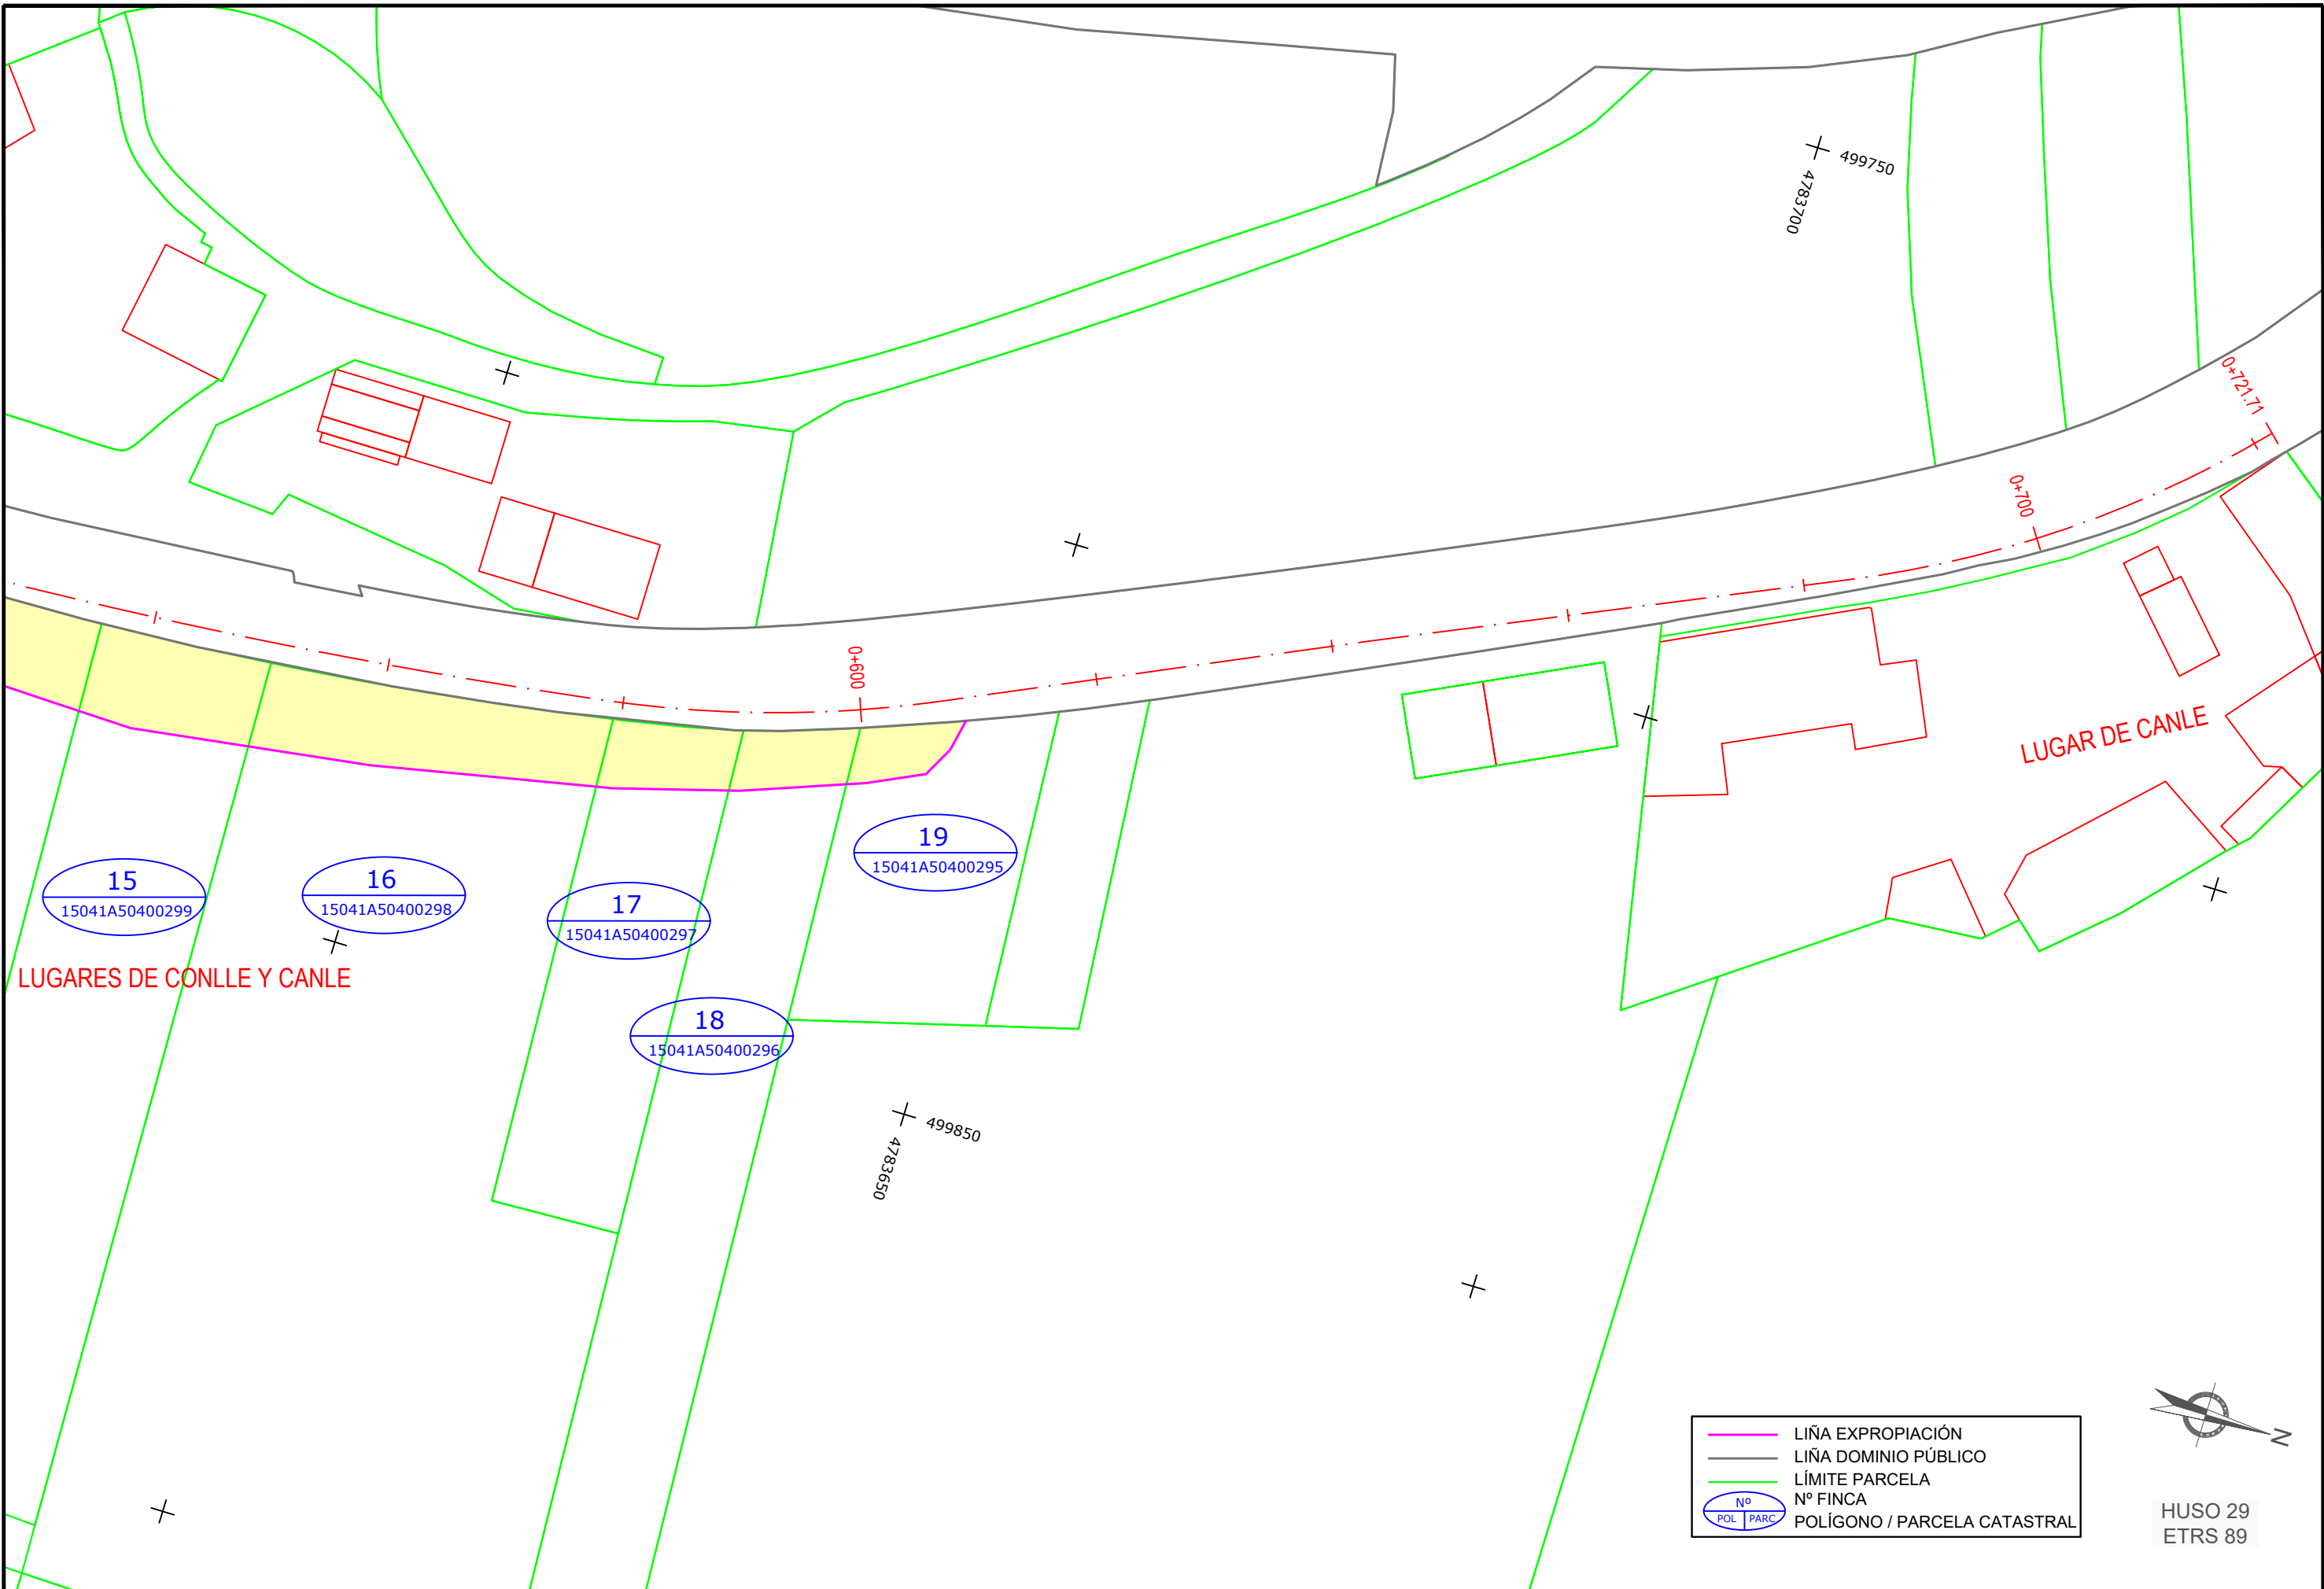 499750
4783700
0+721.71
0+700
0+600
LUGAR DE CANLE
19
15041A50400295
15
15041A50400299
16
15041A50400298
17
15041A50400297
LUGARES DE CONLLE Y CANLE
18
15041A50400296
499850
4783650
LIÑA EXPROPIACIÓN
LIÑA DOMINIO PÚBLICO
LÍMITE PARCELA
Nº
POL PARC
Nº FINCA
POLÍGONO / PARCELA CATASTRAL
N
HUSO 29
ETRS 89